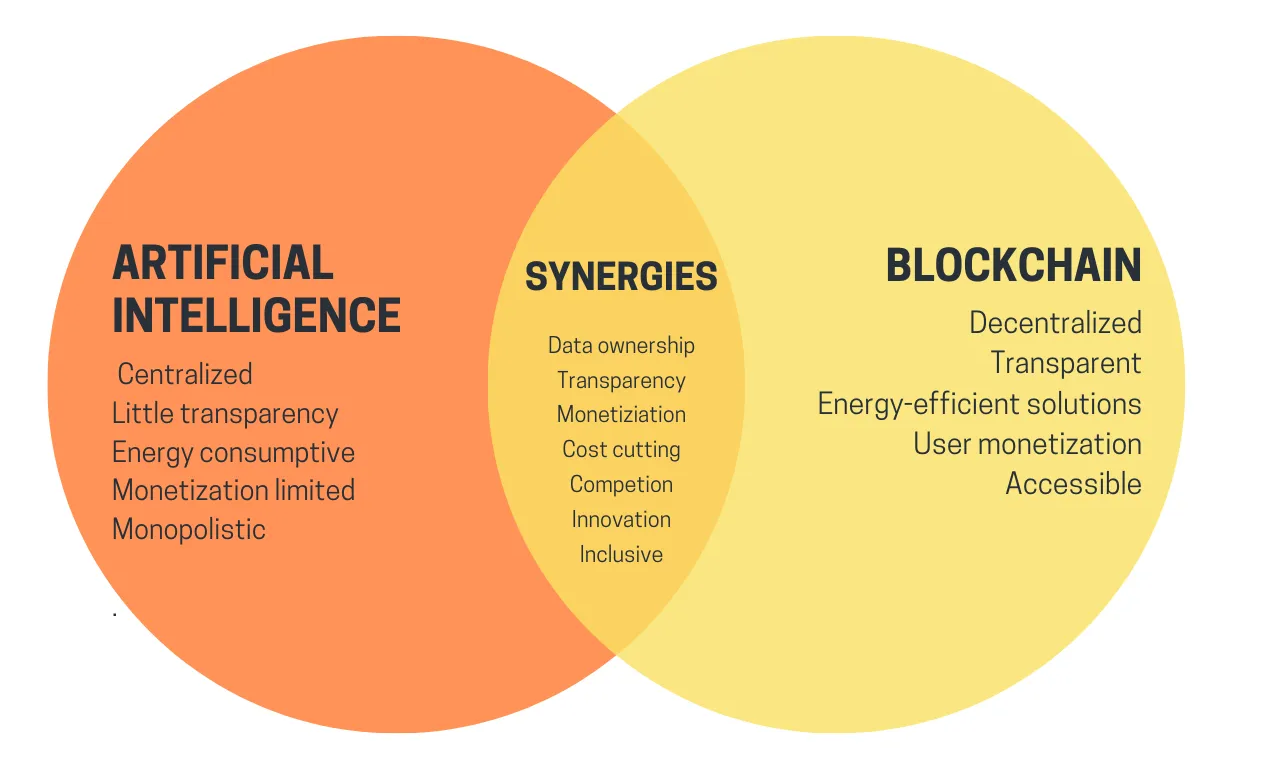 ARTIFICIAL
INTELLIGENCE
Centralized
Little transparency
Energy consumptive
Monetization limited
Monopolistic
.
SYNERGIES
Data ownership
Transparency
Monetiziation
Cost cutting
Competion
Innovation
Inclusive
BLOCKCHAIN
Decentralized
Transparent
Energy-efficient solutions
User monetization
Accessible